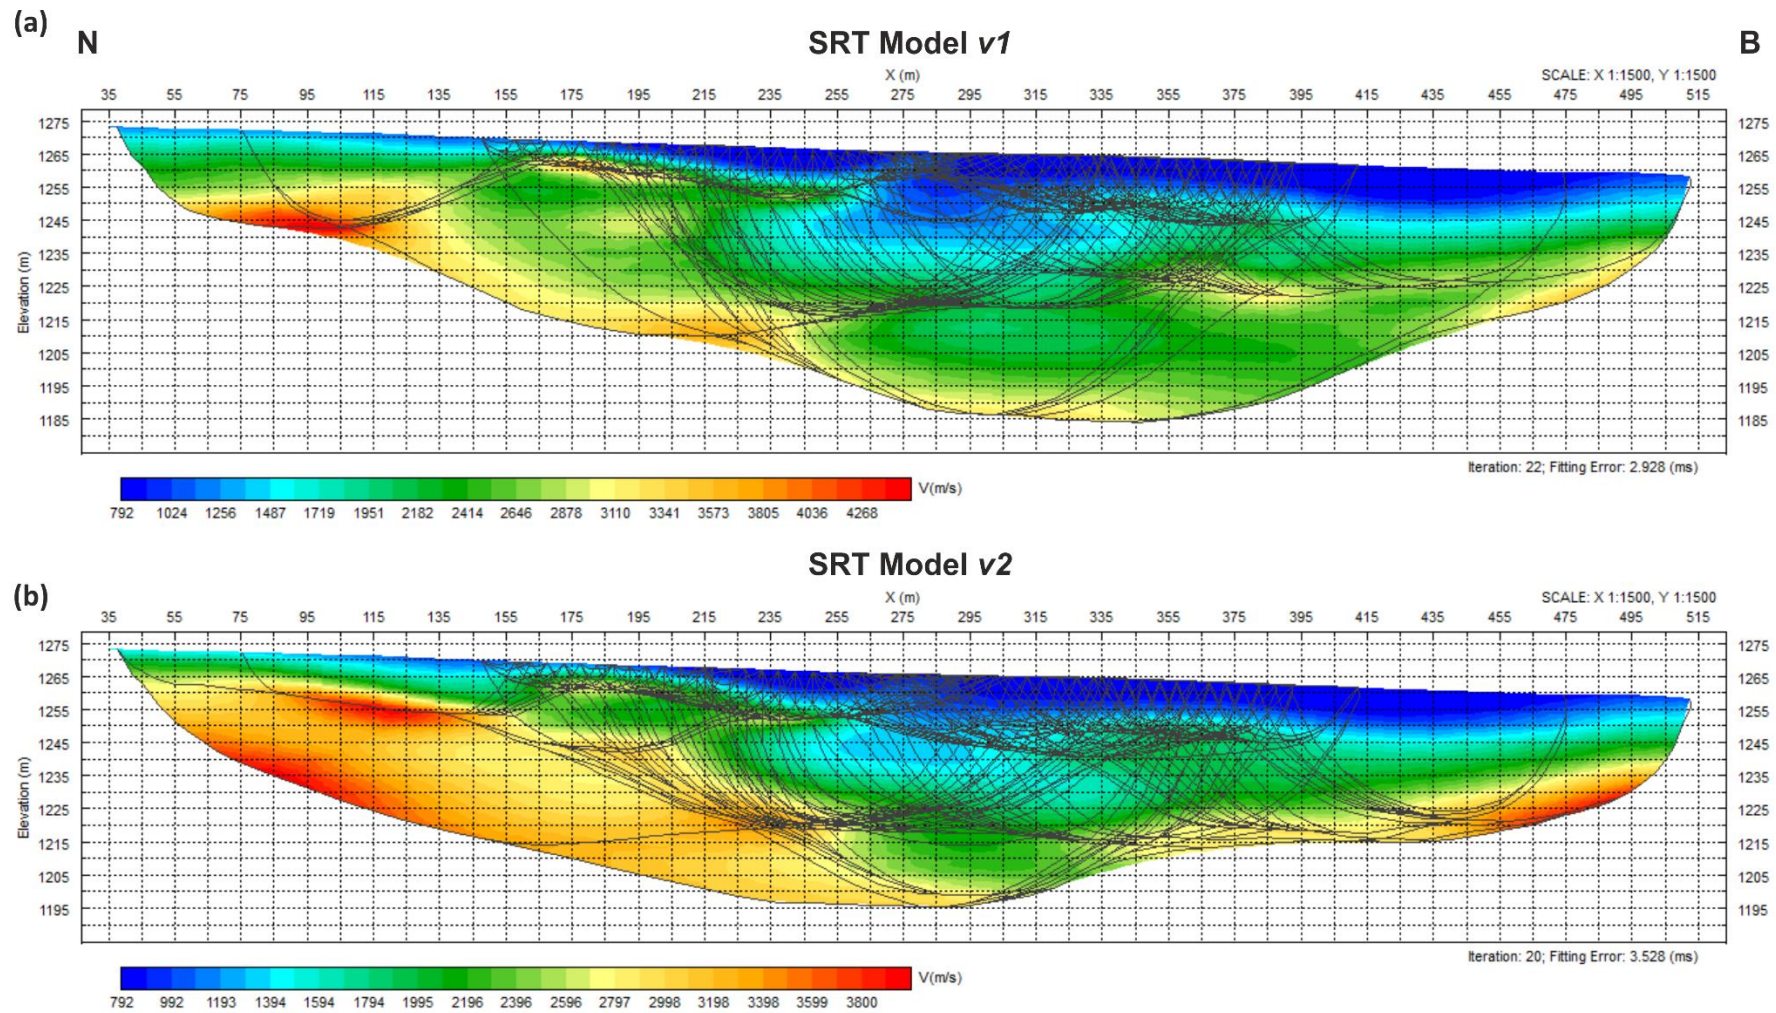 (a)
N
SRT Model v1
B
X (m)
SCALE: X 1:1500, Y 1:1500
35 55 75 95 115 135 155 175 195 215 235 255 275 295 315 335 355 375 395 415 435 455 475 495 515
1275 1275
1265 1265
1255 1255
1245 1245
1235 1235
1225 1225
1215 1215
1205 1205
1195 1195
1185 1185
Elevation (m)
Iteration: 22; Fitting Error: 2.928 (ms)
V(m/s)
792 1024 1256 1487 1719 1951 2182 2414 2646 2878 3110 3341 3573 3805 4036 4268
SRT Model v2
(b)
X (m)
SCALE: X 1:1500, Y 1:1500
35 55 75 95 115 135 155 175 195 215 235 255 275 295 315 335 355 375 395 415 435 455 475 495 515
1275 1275
1265 1265
1255 1255
1245 1245
1235 1235
1225 1225
1215 1215
1205 1205
1195 1195
Elevation (m)
Iteration: 20; Fitting Error: 3.528 (ms)
V(m/s)
792 992 1193 1394 1594 1794 1995 2196 2396 2596 2797 2998 3198 3398 3599 3800